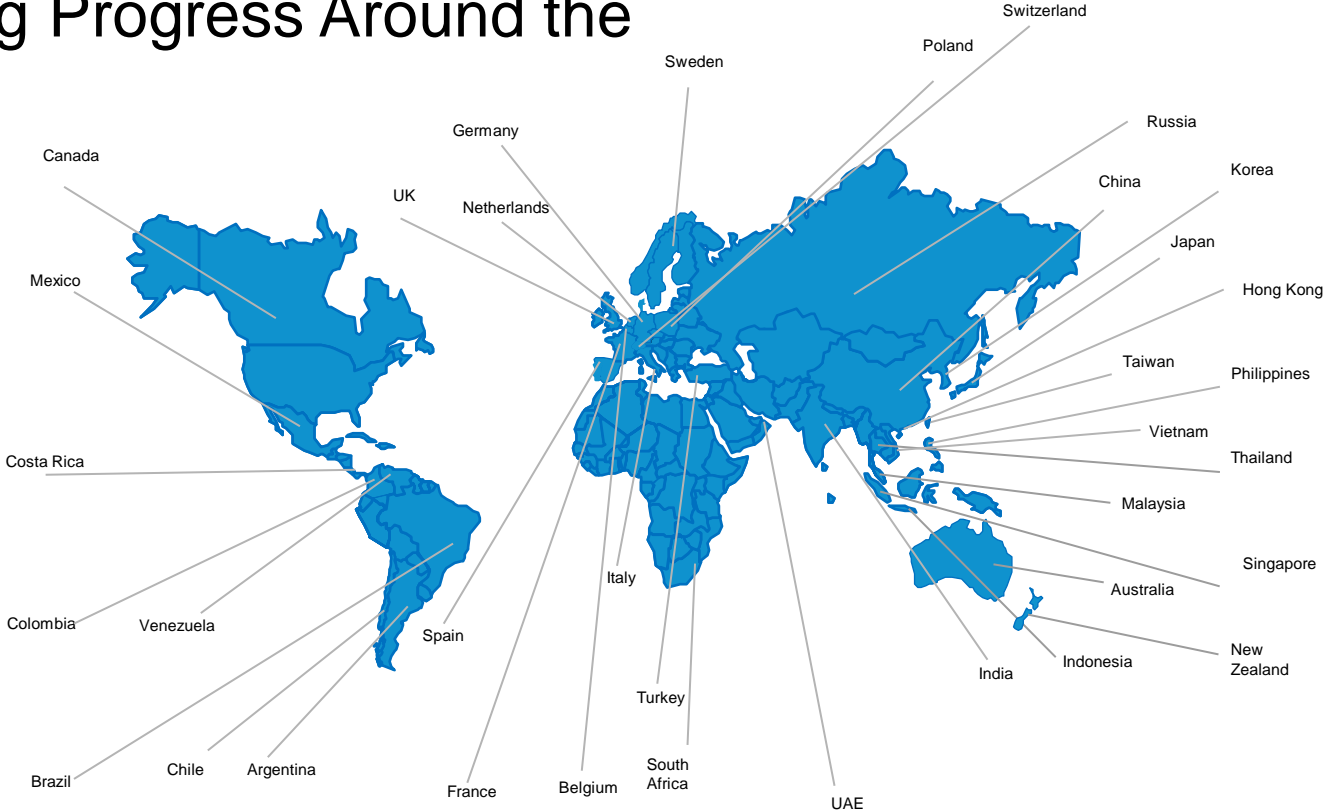 g Progress Around the
Switzerland
Poland
Sweden
Russia
Germany
Canada
Korea
China
UK
Netherlands
Japan
Mexico
Hong Kong
Taiwan
Philippines
Vietnam
Thailand
Costa Rica
Malaysia
Singapore
Italy
Australia
Colombia
Venezuela
Spain
New
Zealand
Indonesia
India
Turkey
South
Africa
Chile
Argentina
Brazil
France
Belgium
UAE